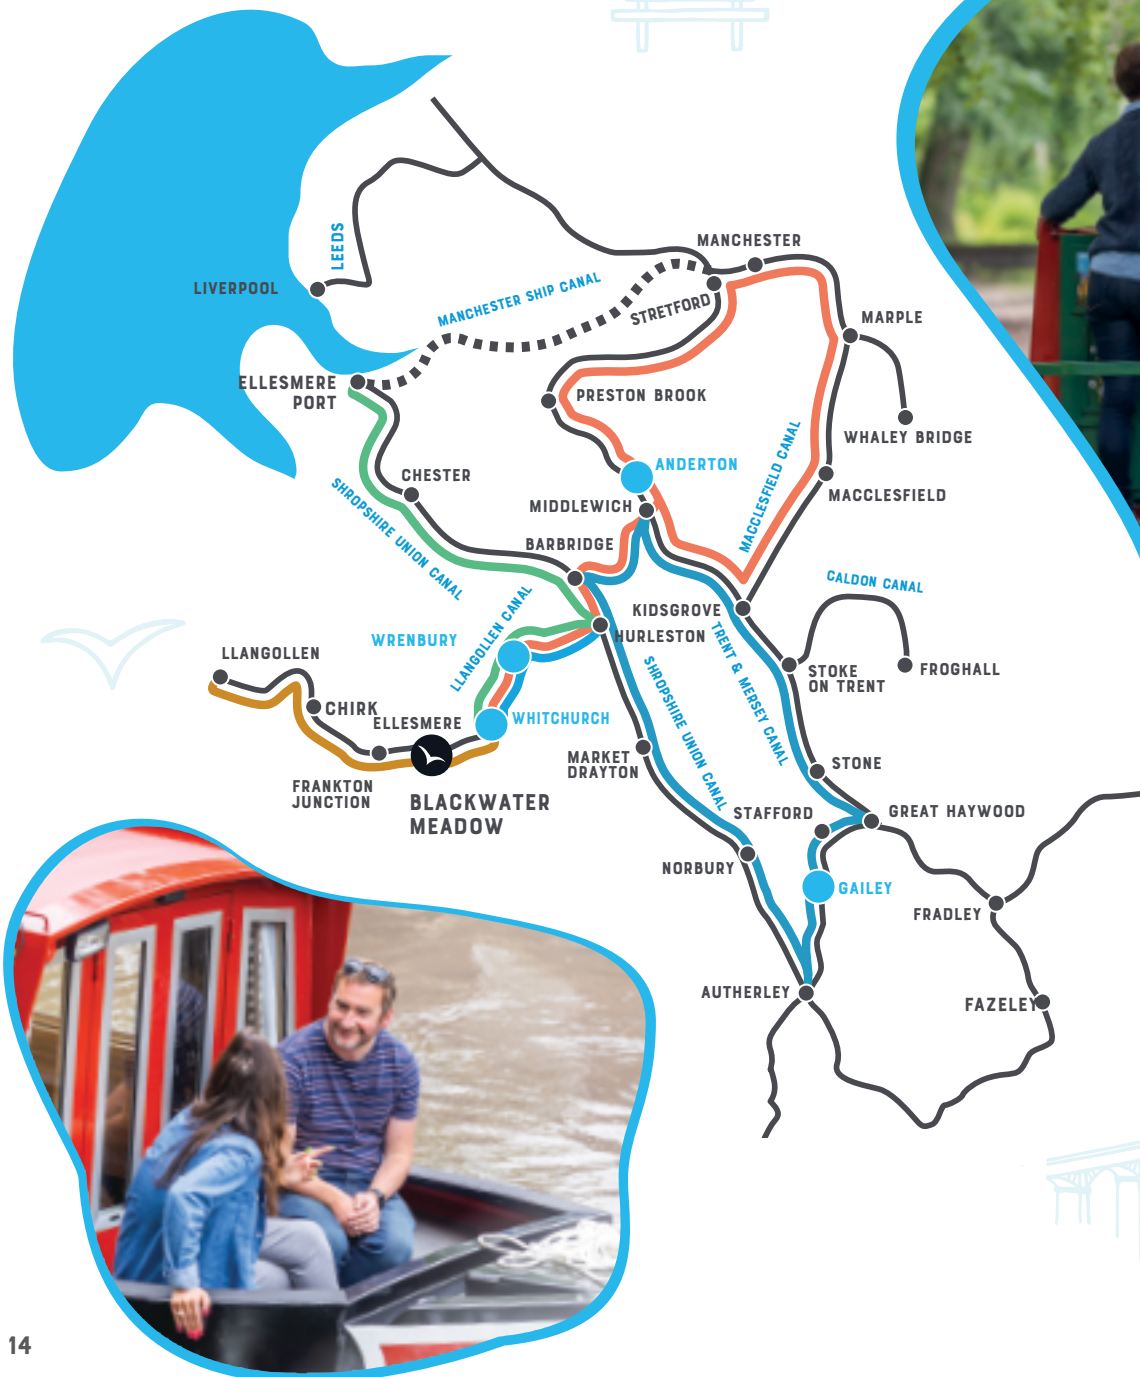 MANCHESTER
LEEDS
LIVERPOOL
MANCHESTER SHIP CANAL
STRETFORD
MARPLE
ELLESMERE
PORT
PRESTON BROOK
WHALEY BRIDGE
CHESTER
ANDERTON
MACCLESFIELD CANAL
MACCLESFIELD
SHROPSHIRE UNION CANAL
MIDDLEWICH
BARBRIDGE
CALDON CANAL
KIDSGROVE
LLANGOLLEN CANAL
WRENBURY
HURLESTON
TRENT & MERSEY CANAL
LLANGOLLEN
STOKE
ON TRENT
FROGHALL
SHROPSHIRE UNION CANAL
CHIRK
ELLESMERE
WHITCHURCH
MARKET
DRAYTON
STONE
FRANKTON
JUNCTION
BLACKWATER
MEADOW
STAFFORD
GREAT HAYWOOD
NORBURY
GAILEY
FRADLEY
AUTHERLEY
FAZELEY
14